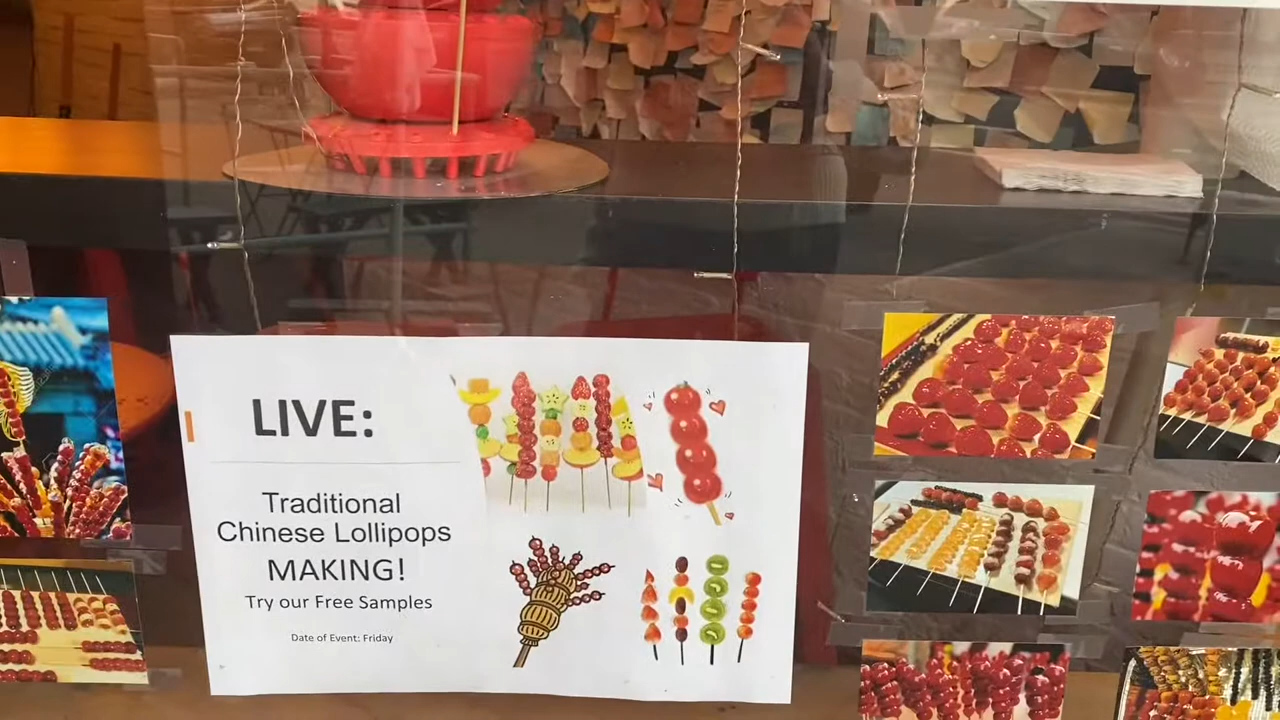 LIVE:
Traditional
Chinese Lollipops
MAKING!
Try our Free Samples
Date of Event: Friday